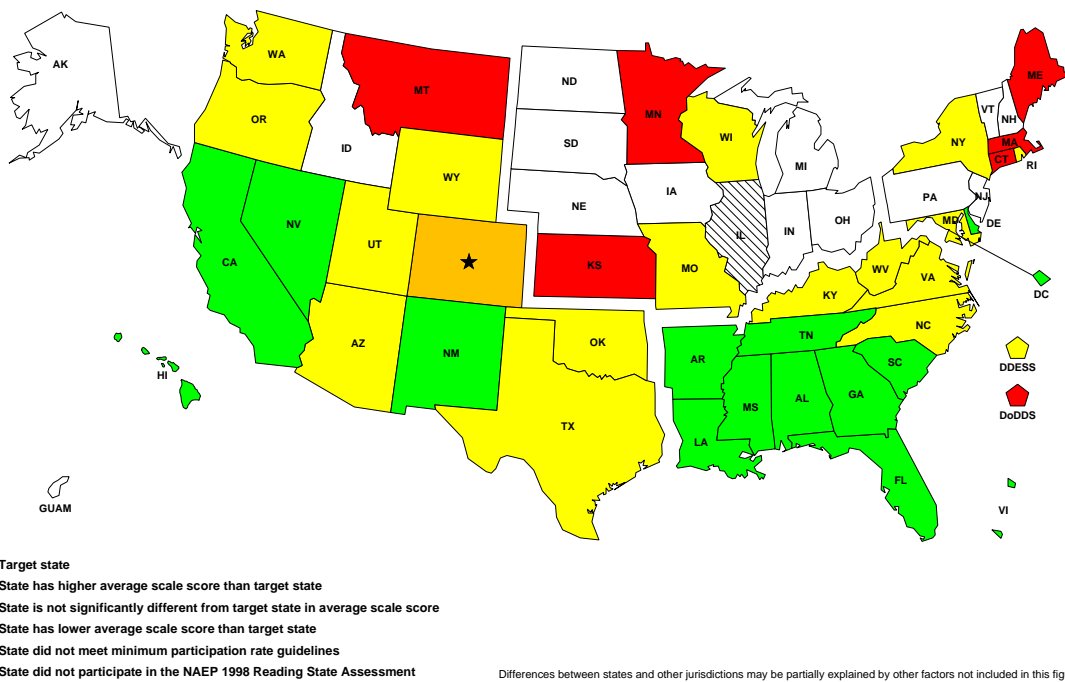 AK
WA
MT
ND
MN
ME
VT
NH
OR
ID
SD
WI
NY
MA
CT
RI
WY
MI
IA
PA
NJ
NE
OH
NV
UT
IL
IN
MD
DE
CA
KS
MO
WV
VA
KY
DC
AZ
NM
OK
TN
NC
AR
SC
DDESS
HI
MS
AL
GA
DoDDS
TX
LA
FL
GUAM
VI
Target state
State has higher average scale score than target state
State is not significantly different from target state in average scale score
State has lower average scale score than target state
State did not meet minimum participation rate guidelines
State did not participate in the NAEP 1998 Reading State Assessment
Differences between states and other jurisdictions may be partially explained by other factors not included in this fig